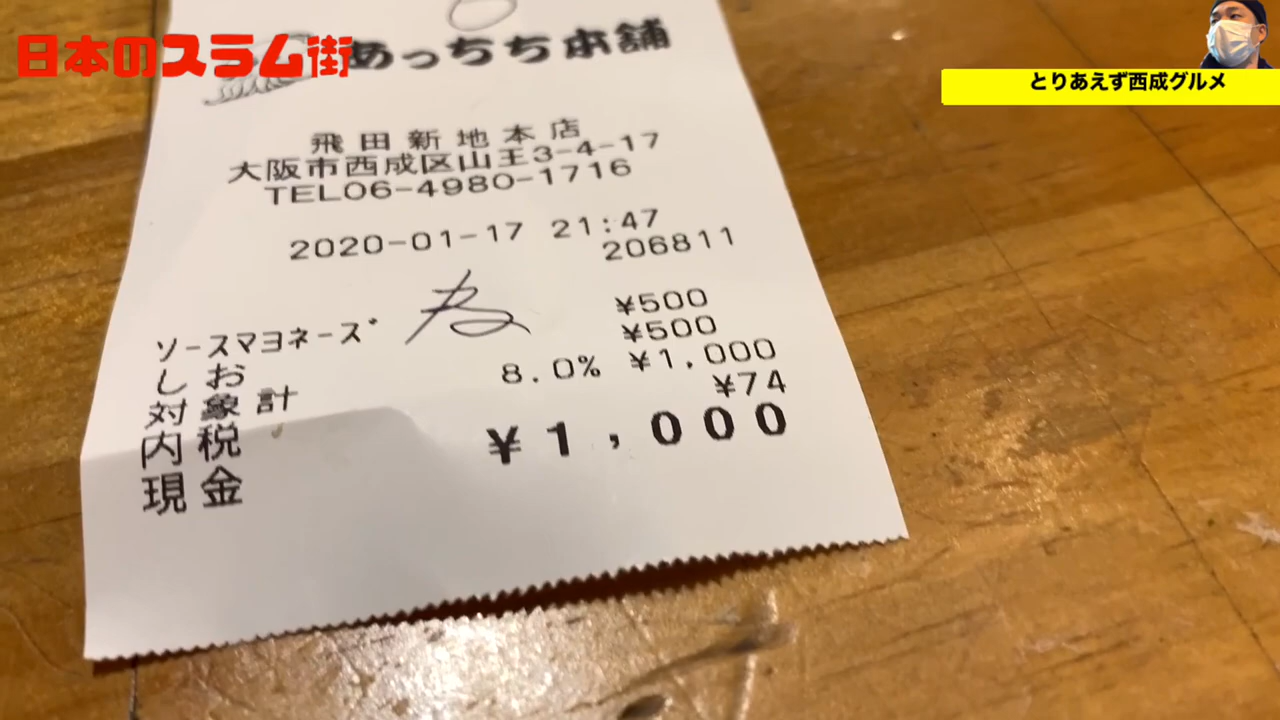 日本のスラム街
とりあえず西成グルメ
あっちち本舗
飛田新地本店
大阪市西成区山王3-4-17
TEL06-4980-1716
2020-01-17 21:47
206811
ソースマヨネーズ ¥500
しお ¥500
対象計 8.0% ¥1,000
内税 ¥74
現金 ¥1,000